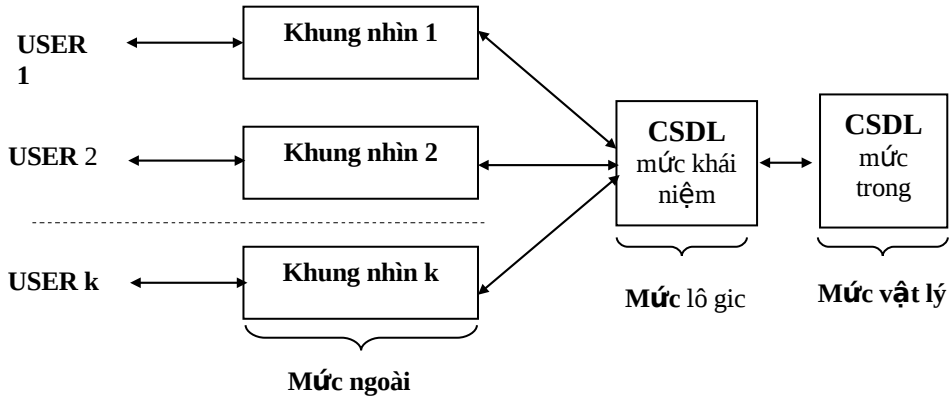 USER
1
Khung nhìn 1
USER 2
Khung nhìn 2
CSDL
mức khái
niệm
CSDL
mức
trong
USER k
Khung nhìn k
Mức lô gic
Mức vật lý
Mức ngoài